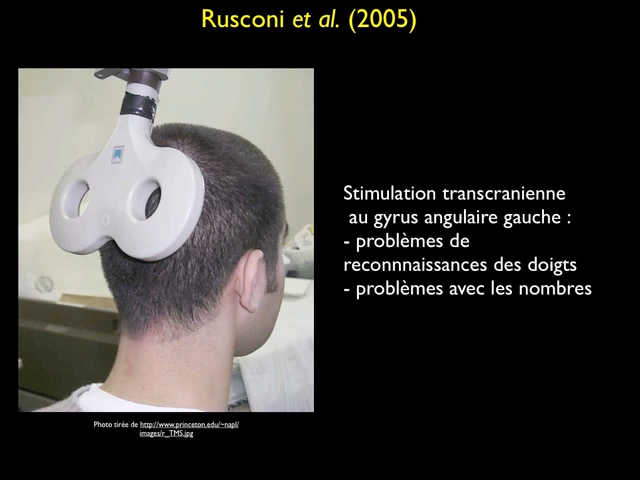 Rusconi et al. (2005)
Stimulation transcranienne
au gyrus angulaire gauche :
- problèmes de
reconnnaissances des doigts
- problèmes avec les nombres
Photo tirée de http://www.princeton.edu/~napl/
images/r_TMS.jpg